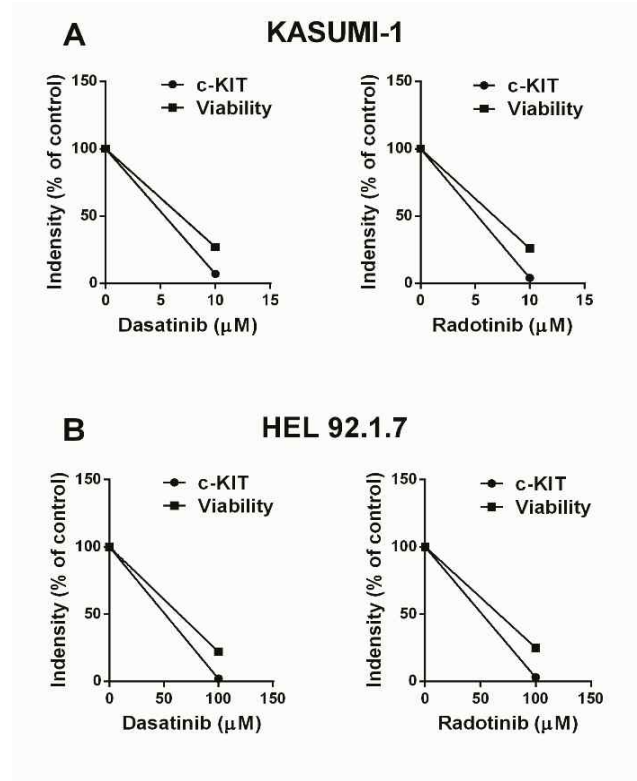 A
KASUMI-1
Indensity (% of control)
150
100
50
0
c-KIT
Viability
0 5 10 15
Dasatinib (μM)
Indensity (% of control)
150
100
50
0
c-KIT
Viability
0 5 10 15
Radotinib (μM)
B
HEL 92.1.7
Indensity (% of control)
150
100
50
0
c-KIT
Viability
0 50 100 150
Dasatinib (μM)
Indensity (% of control)
150
100
50
0
c-KIT
Viability
0 50 100 150
Radotinib (μM)